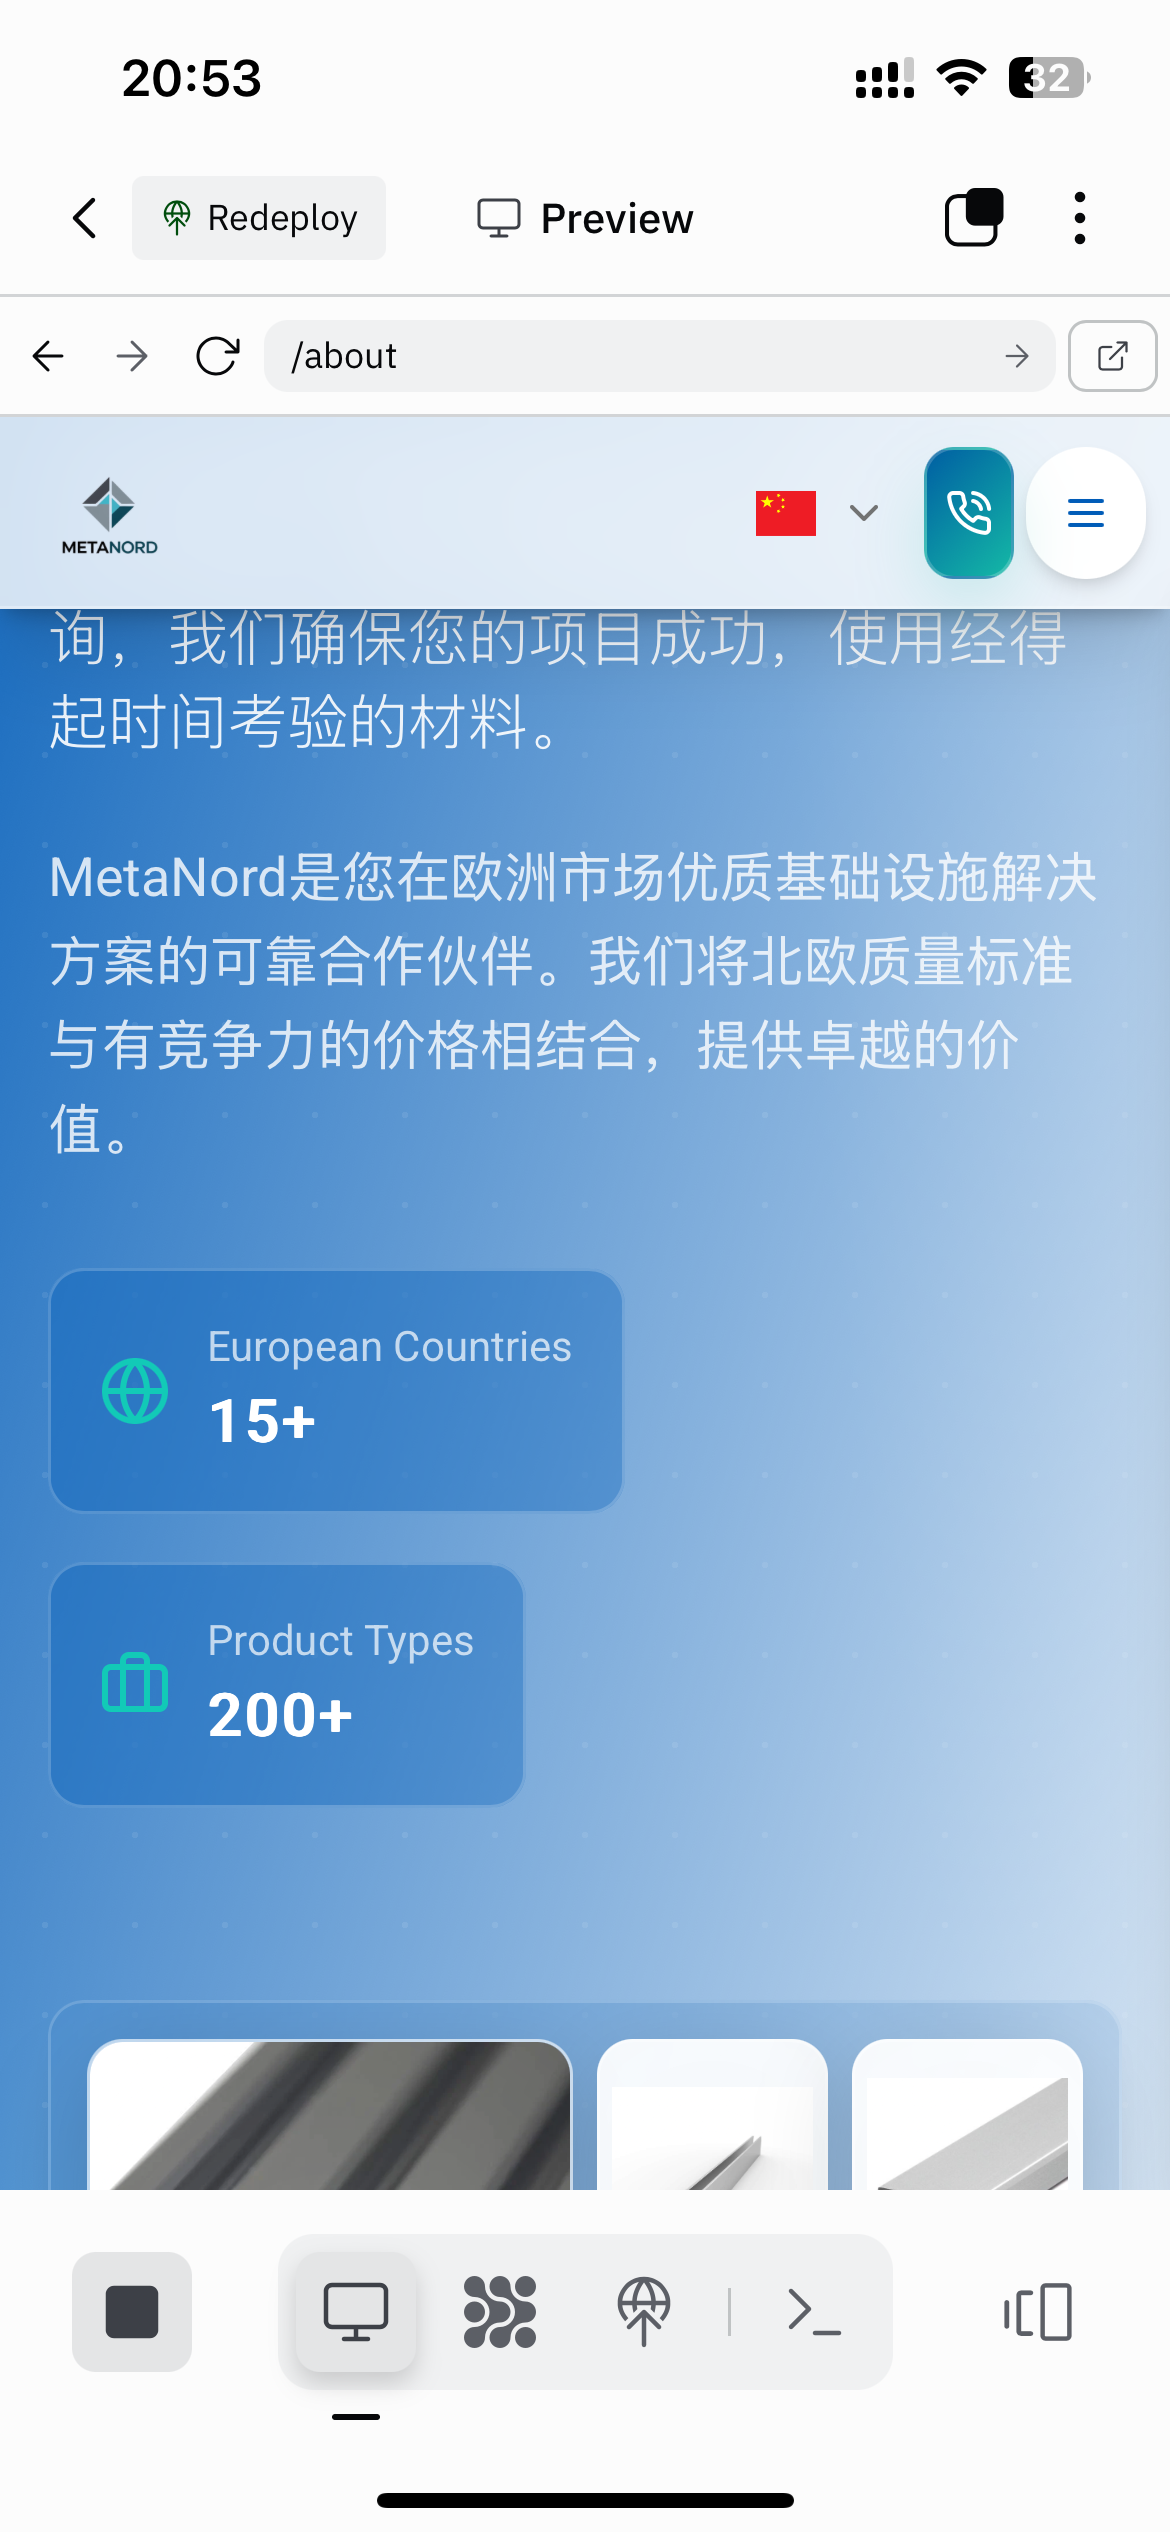 20:53
32
Redeploy
Preview
/about
METANORD
询，我们确保您的项目成功，使用经得
起时间考验的材料。
MetaNord是您在欧洲市场优质基础设施解决
方案的可靠合作伙伴。我们将北欧质量标准
与有竞争力的价格相结合，提供卓越的价
值。
European Countries
15+
Product Types
200+